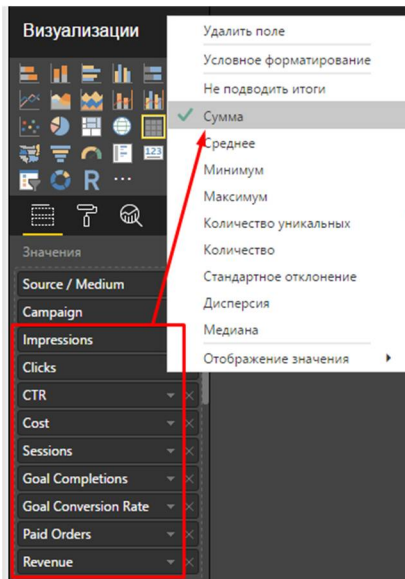 Визуализации
R
123
Значения
Source / Medium
Campaign
Impressions
Clicks
CTR
Cost
Sessions
Goal Completions
Goal Conversion Rate
Paid Orders
Revenue
Удалить поле
Условное форматирование
Не подводить итоги
Сумма
Среднее
Минимум
Максимум
Количество уникальных
Количество
Стандартное отклонение
Дисперсия
Медиана
Отображение значения